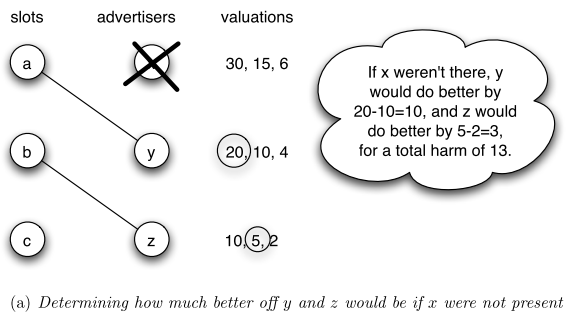 slots advertisers valuations
a 30, 15, 6
b y 20, 10, 4
c z 10, 5, 2
If x weren't there, y
would do better by
20-10=10, and z would
do better by 5-2=3,
for a total harm of 13.
(a) Determining how much better off y and z would be if x were not present